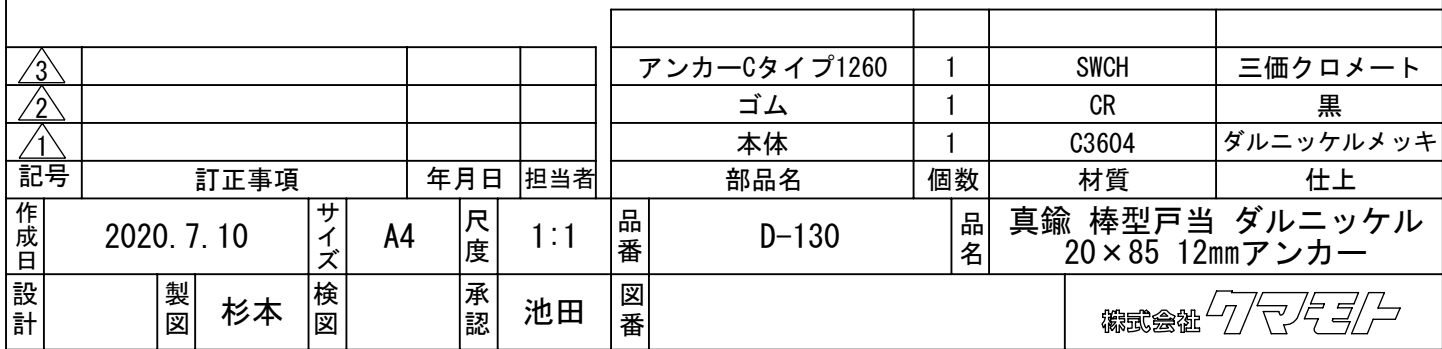 3
2
1
記号 訂正事項 年月日 担当者
アンカーCタイプ1260 1 SWCH 三価クロメート
ゴム 1 CR 黒
本体 1 C3604 ダルニッケルメッキ
部品名 個数 材質 仕上
作成日 2020.7.10 サイズ A4 尺度 1:1 品番 D-130 品名 真鍮 棒型戸当 ダルニッケル
20×85 12mmアンカー
設計 製図 杉本 検図 承認 池田 図番 株式会社クマモト